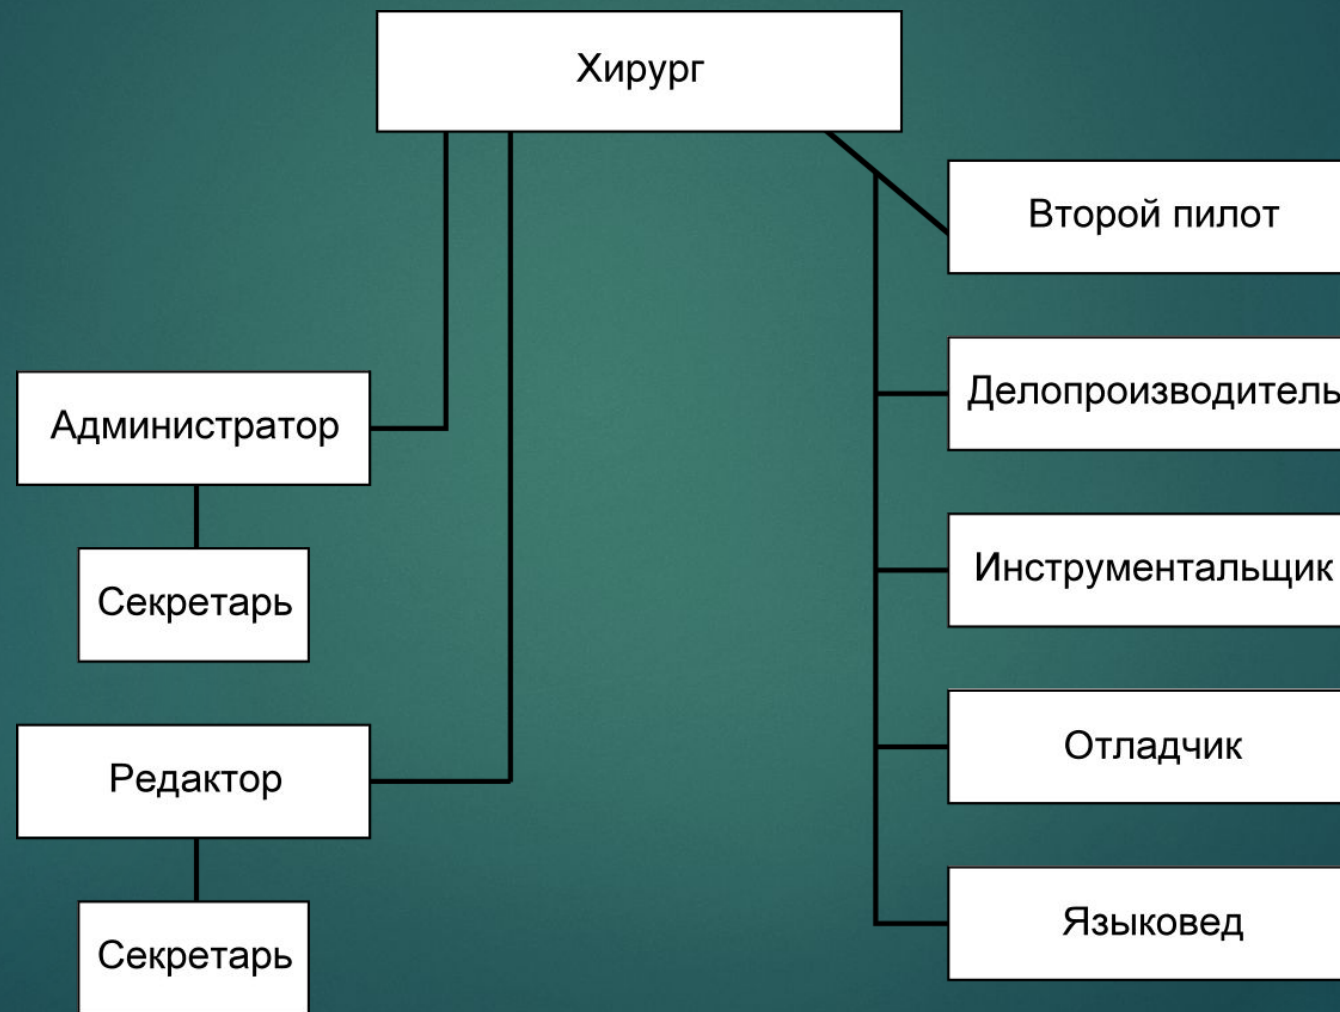 Хирург
Второй пилот
Делопроизводитель
Администратор
Инструментальщик
Секретарь
Отладчик
Редактор
Языковед
Секретарь